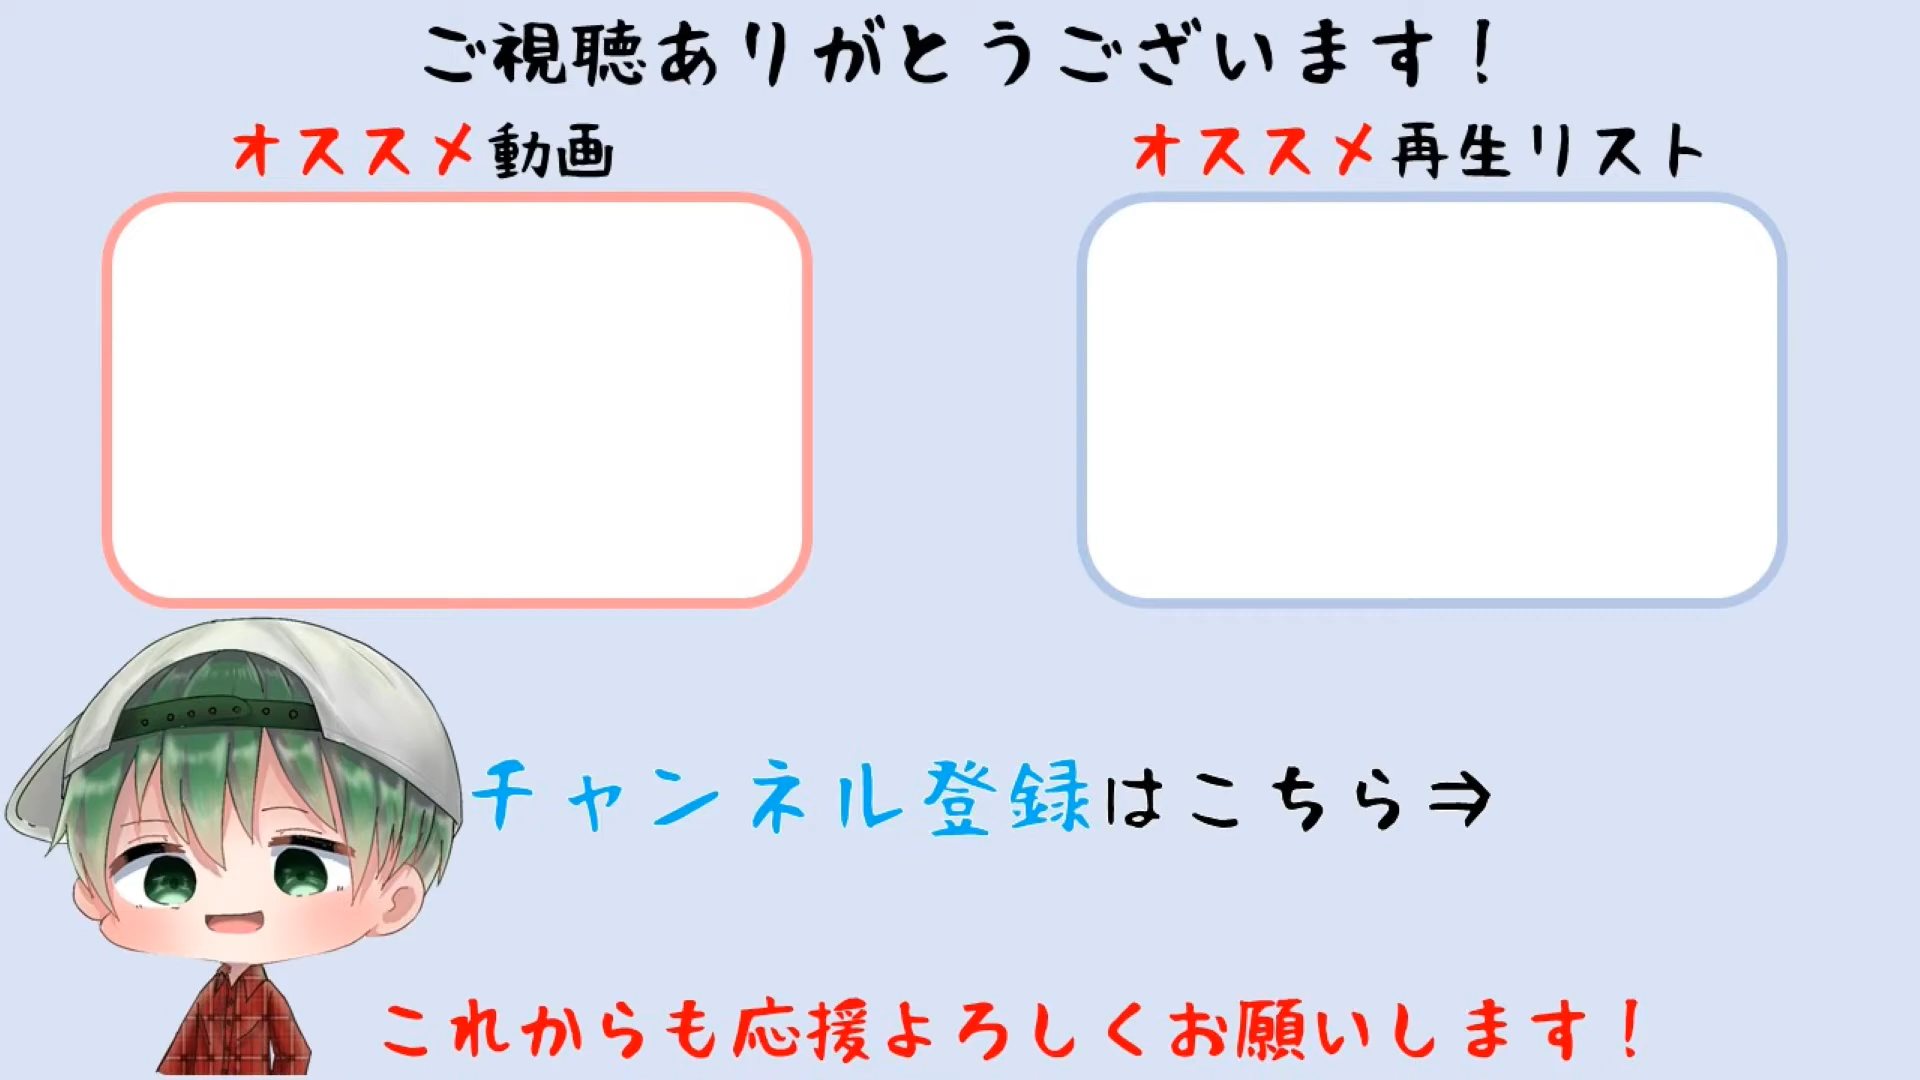 ご視聴ありがとうございます！
オススメ動画
オススメ再生リスト
チャンネル登録はこちら⇒
これからも応援よろしくお願いします！